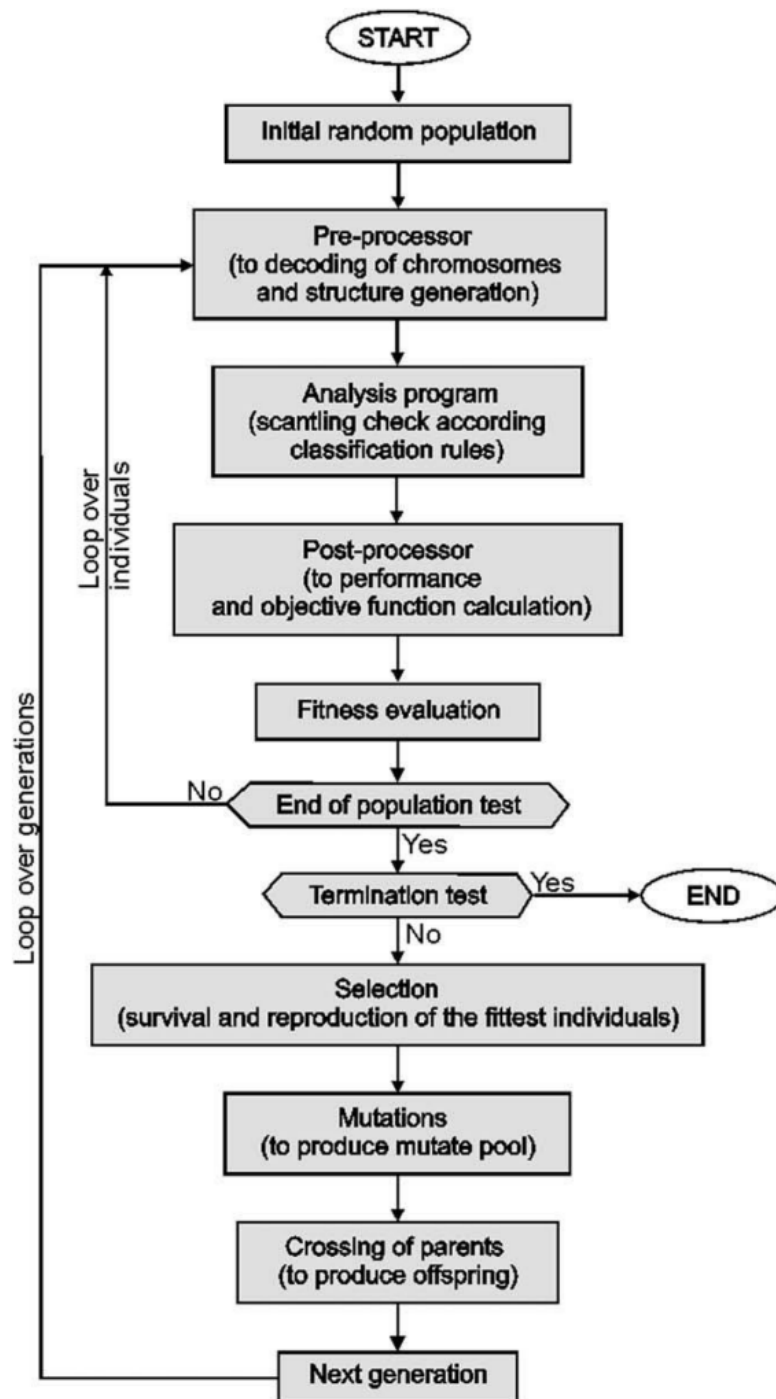 START
Initial random population
Pre-processor
(to decoding of chromosomes
and structure generation)
Analysis program
(scantling check according
classification rules)
Loop over
individuals
Post-processor
(to performance
and objective function calculation)
Fitness evaluation
Loop over generations
No
End of population test
Yes
Termination test
Yes
END
No
Selection
(survival and reproduction of the fittest individuals)
Mutations
(to produce mutate pool)
Crossing of parents
(to produce offspring)
Next generation